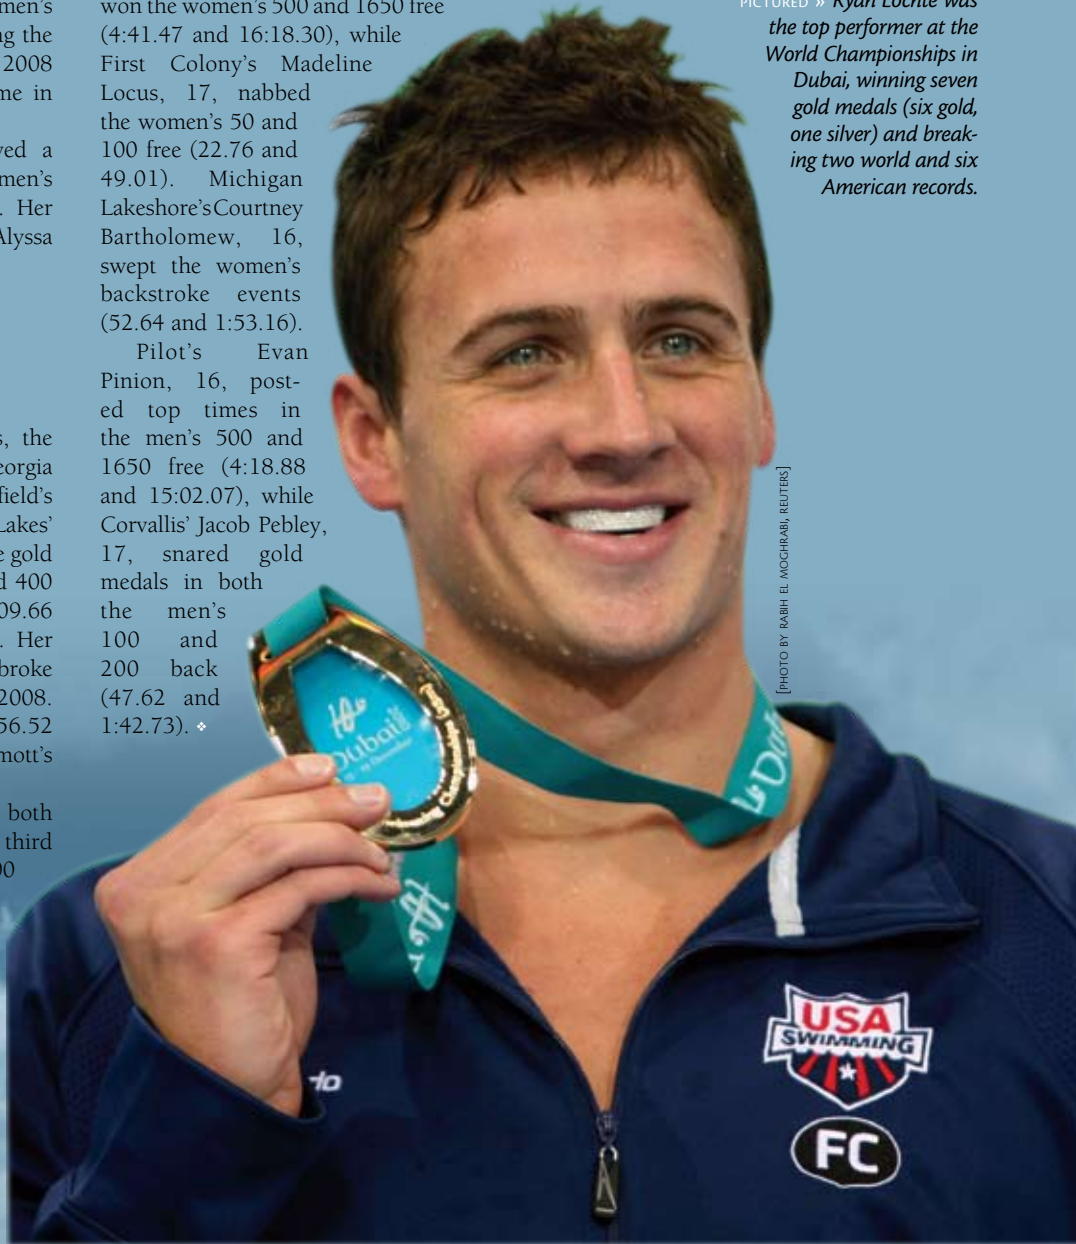 men's
ng the
2008
me in
ved a
men's
. Her
Alyssa
s, the
eorgia
field's
Lakes'
e gold
d 400
09.66
. Her
broke
2008.
56.52
mott's
both
third
00
won the women's 500 and 1650 free
(4:41.47 and 16:18.30), while
First Colony's Madeline
Locus, 17, nabbed
the women's 50 and
100 free (22.76 and
49.01). Michigan
Lakeshore'sCourtney
Bartholomew, 16,
swept the women's
backstroke events
(52.64 and 1:53.16).
Pilot's Evan
Pinion, 16, post-
ed top times in
the men's 500 and
1650 free (4:18.88
and 15:02.07), while
Corvallis' Jacob Pebley,
17, snared gold
medals in both
the men's
100 and
200 back
(47.62 and
1:42.73). ❖
PICTURED » Ryan Lochte was
the top performer at the
World Championships in
Dubai, winning seven
gold medals (six gold,
one silver) and break-
ing two world and six
American records.
[PHOTO BY RABIH EL MOGHRABI, REUTERS]
Dubai
December
USA
SWIMMING
FC